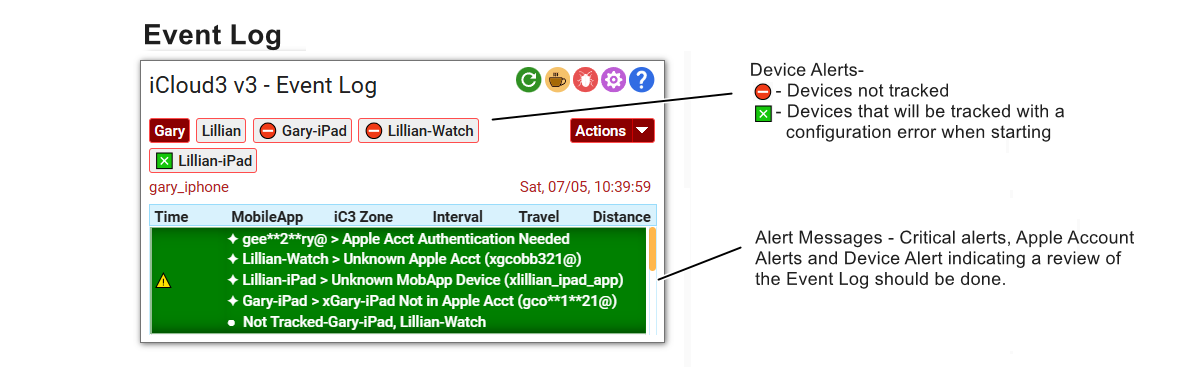 Event Log
iCloud3 v3 - Event Log
Gary
Lillian
Gary-iPad
Lillian-Watch
Actions
Lillian-iPad
gary_iphone
Sat, 07/05, 10:39:59
Time MobileApp iC3 Zone Interval Travel Distance
✦ gee**2**ry@ > Apple Acct Authentication Needed
✦ Lillian-Watch > Unknown Apple Acct (xgcobb321@)
✦ Lillian-iPad > Unknown MobApp Device (xlillian_ipad_app)
✦ Gary-iPad > xGary-iPad Not in Apple Acct (gco**1**21@)
● Not Tracked-Gary-iPad, Lillian-Watch
Device Alerts-
- Devices not tracked
- Devices that will be tracked with a
configuration error when starting
Alert Messages - Critical alerts, Apple Account
Alerts and Device Alert indicating a review of
the Event Log should be done.